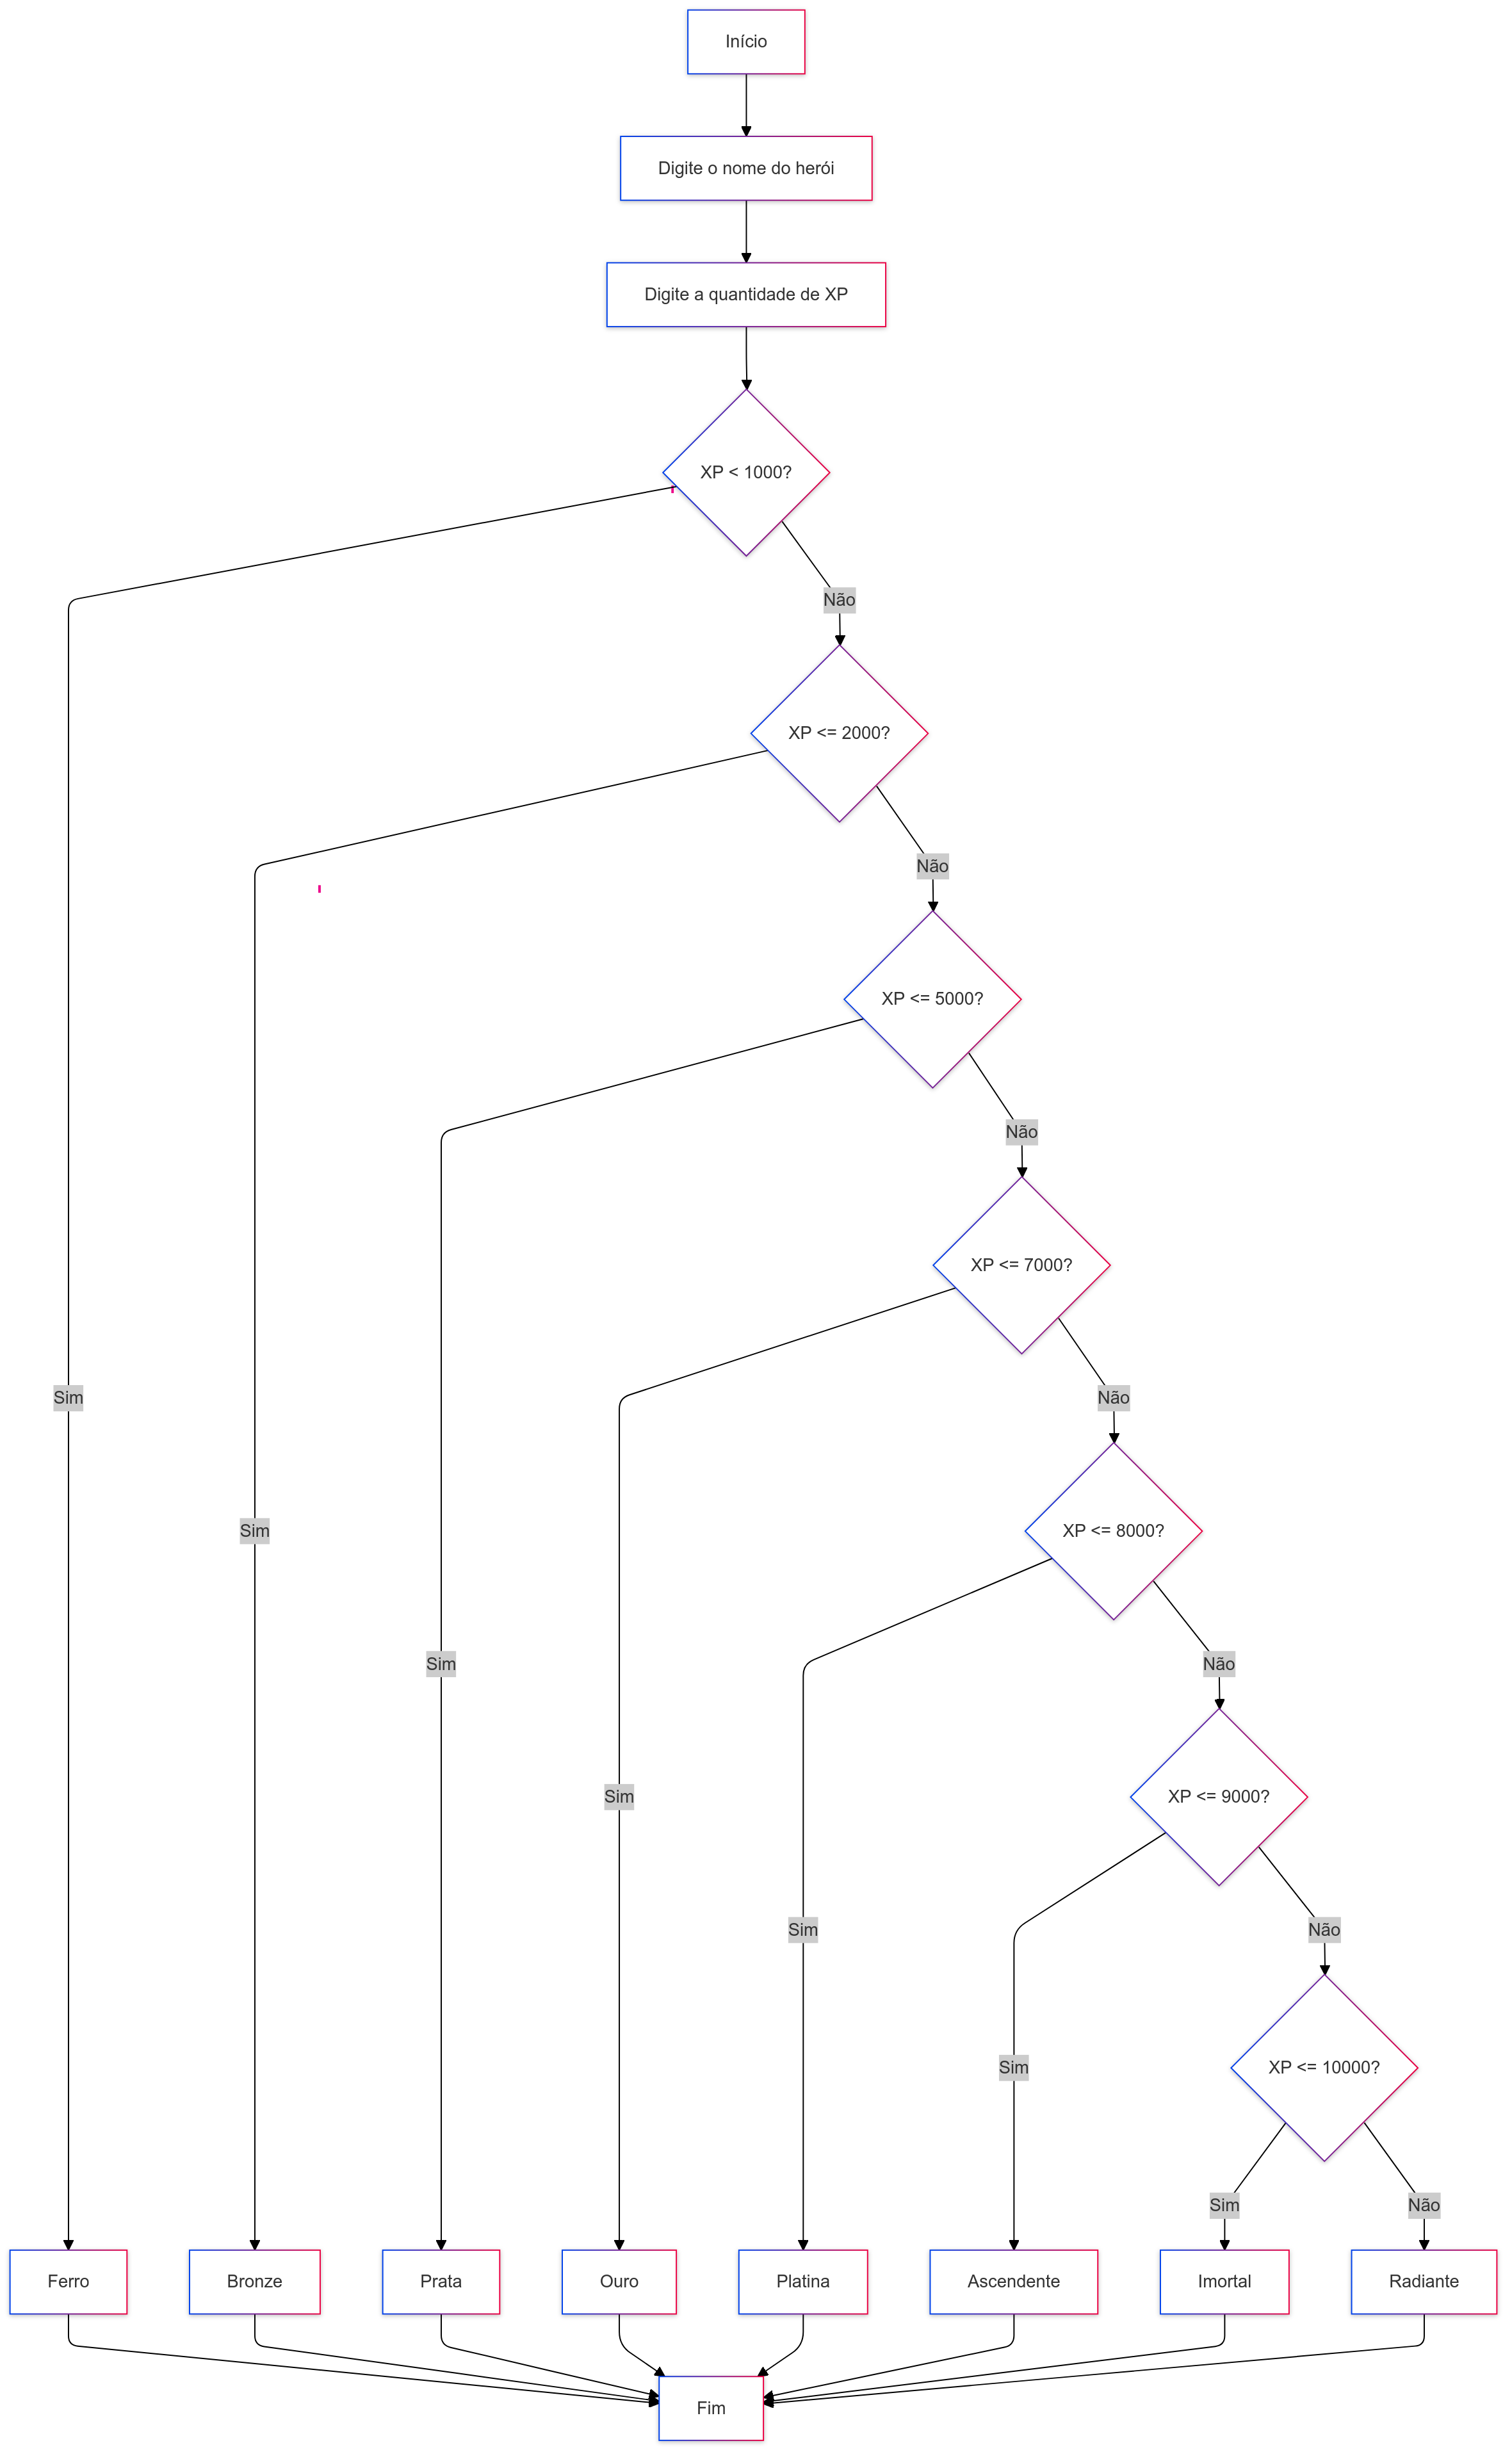 Início
Digite o nome do herói
Digite a quantidade de XP
XP < 1000?
Não
XP <= 2000?
Não
XP <= 5000?
Não
XP <= 7000?
Sim
Não
Sim
XP <= 8000?
Sim
Não
Sim
XP <= 9000?
Sim
Não
Sim
XP <= 10000?
Sim
Não
Ferro
Bronze
Prata
Ouro
Platina
Ascendente
Imortal
Radiante
Fim